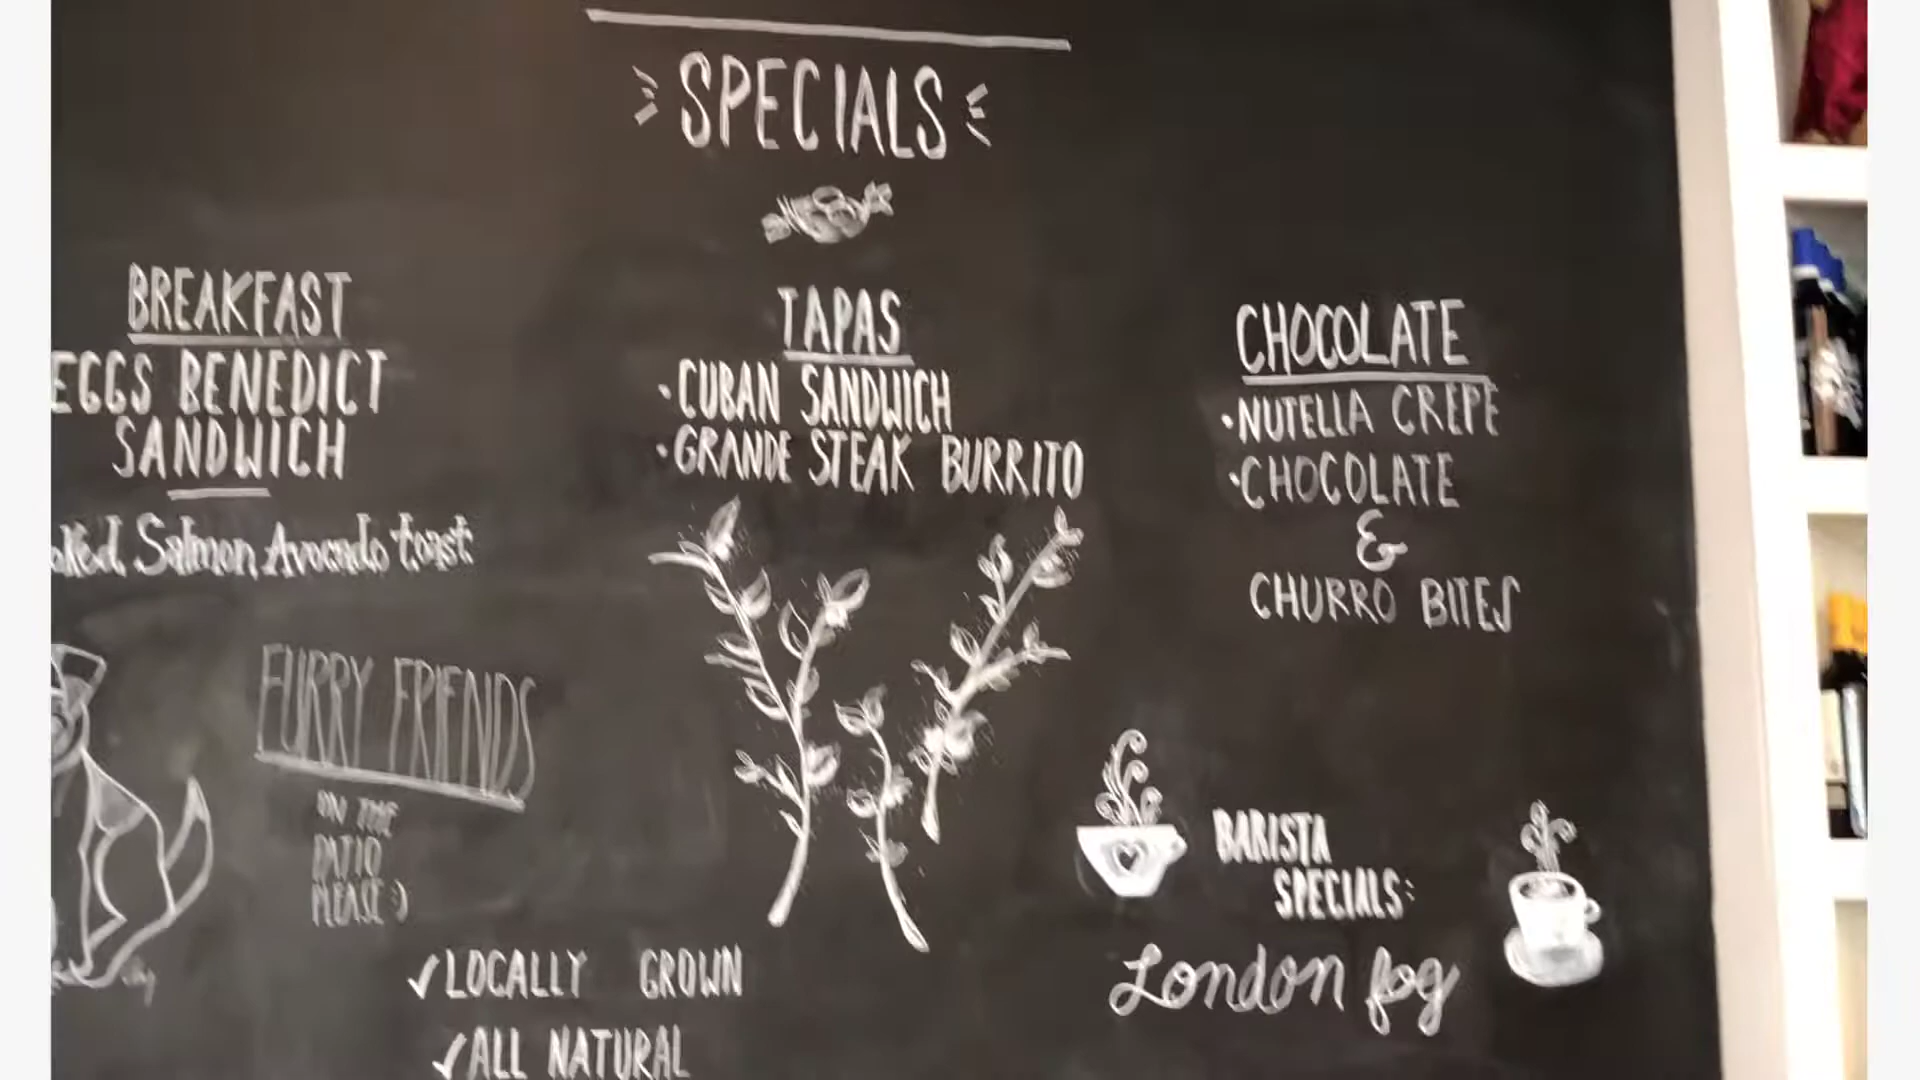 SPECIALS
BREAKFAST
EGGS BENEDICT
SANDWICH
Salmon Avocado toast
TAPAS
·CUBAN SANDWICH
·GRANDE STEAK BURRITO
CHOCOLATE
·NUTELLA CREPE
·CHOCOLATE
&
CHURRO BITES
FURRY FRIENDS
ON THE
PATIO
PLEASE :)
BARISTA
SPECIALS:
London fog
✓LOCALLY GROWN
✓ALL NATURAL